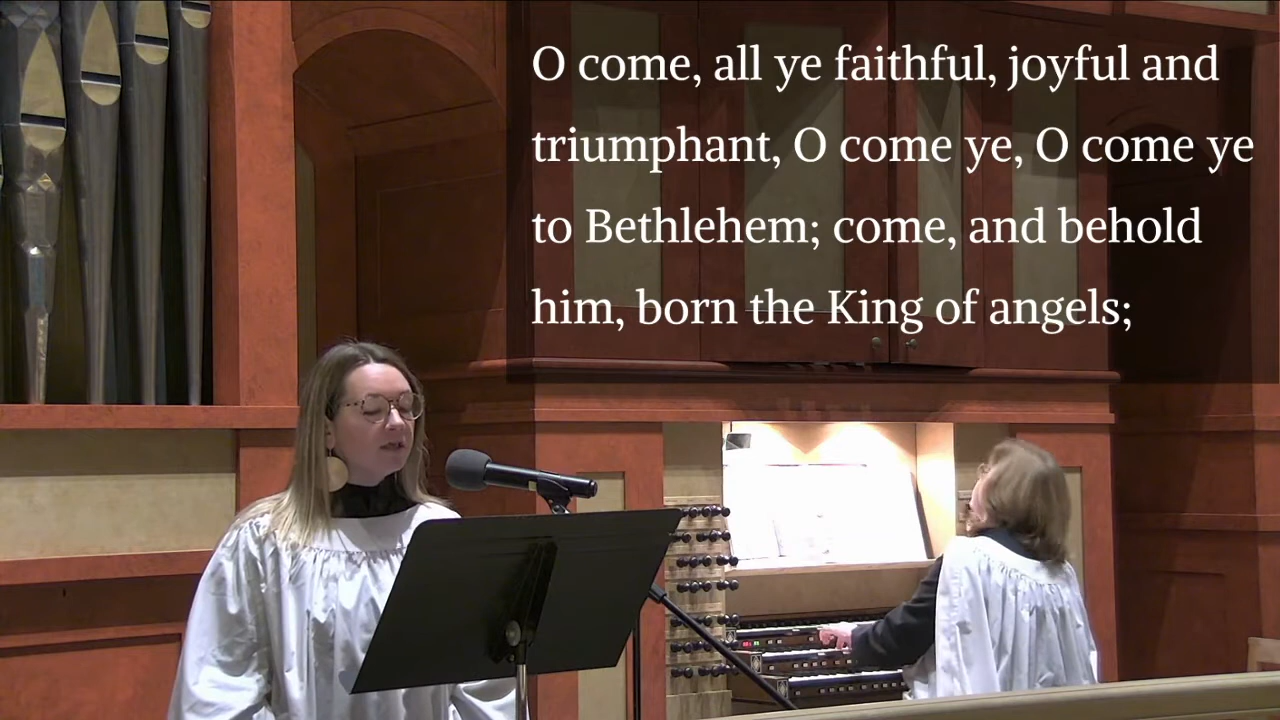 O come, all ye faithful, joyful and
triumphant, O come ye, O come ye
to Bethlehem; come, and behold
him, born the King of angels;